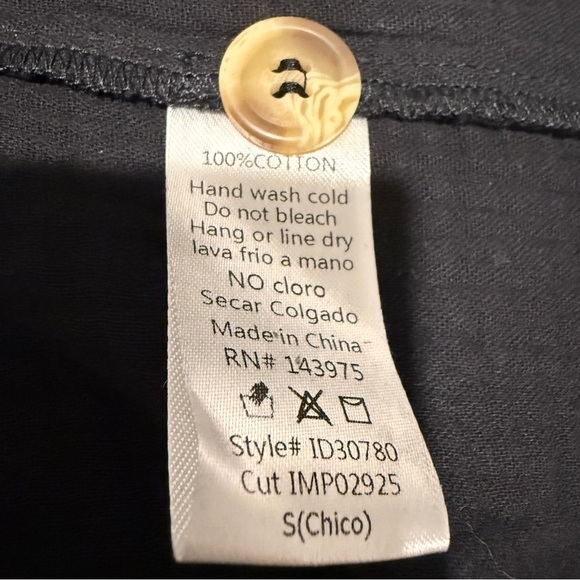 100%COTTON
Hand wash cold
Do not bleach
Hang or line dry
lava frio a mano
NO cloro
Secar Colgado
Made in China
RN# 143975
Style# ID30780
Cut IMP02925
S(Chico)